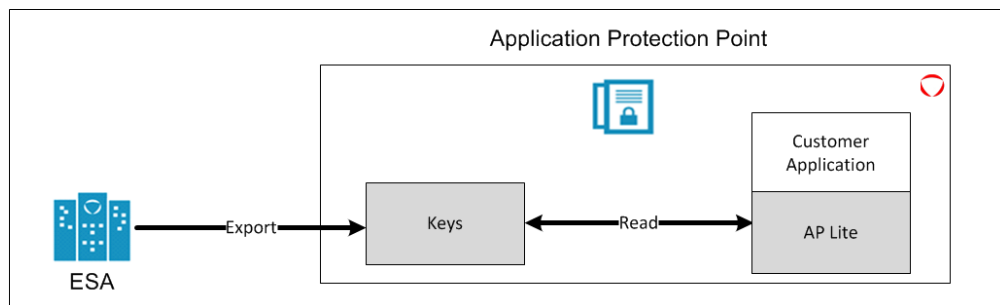 Application Protection Point
Customer
Application
Export
Keys
Read
AP Lite
ESA